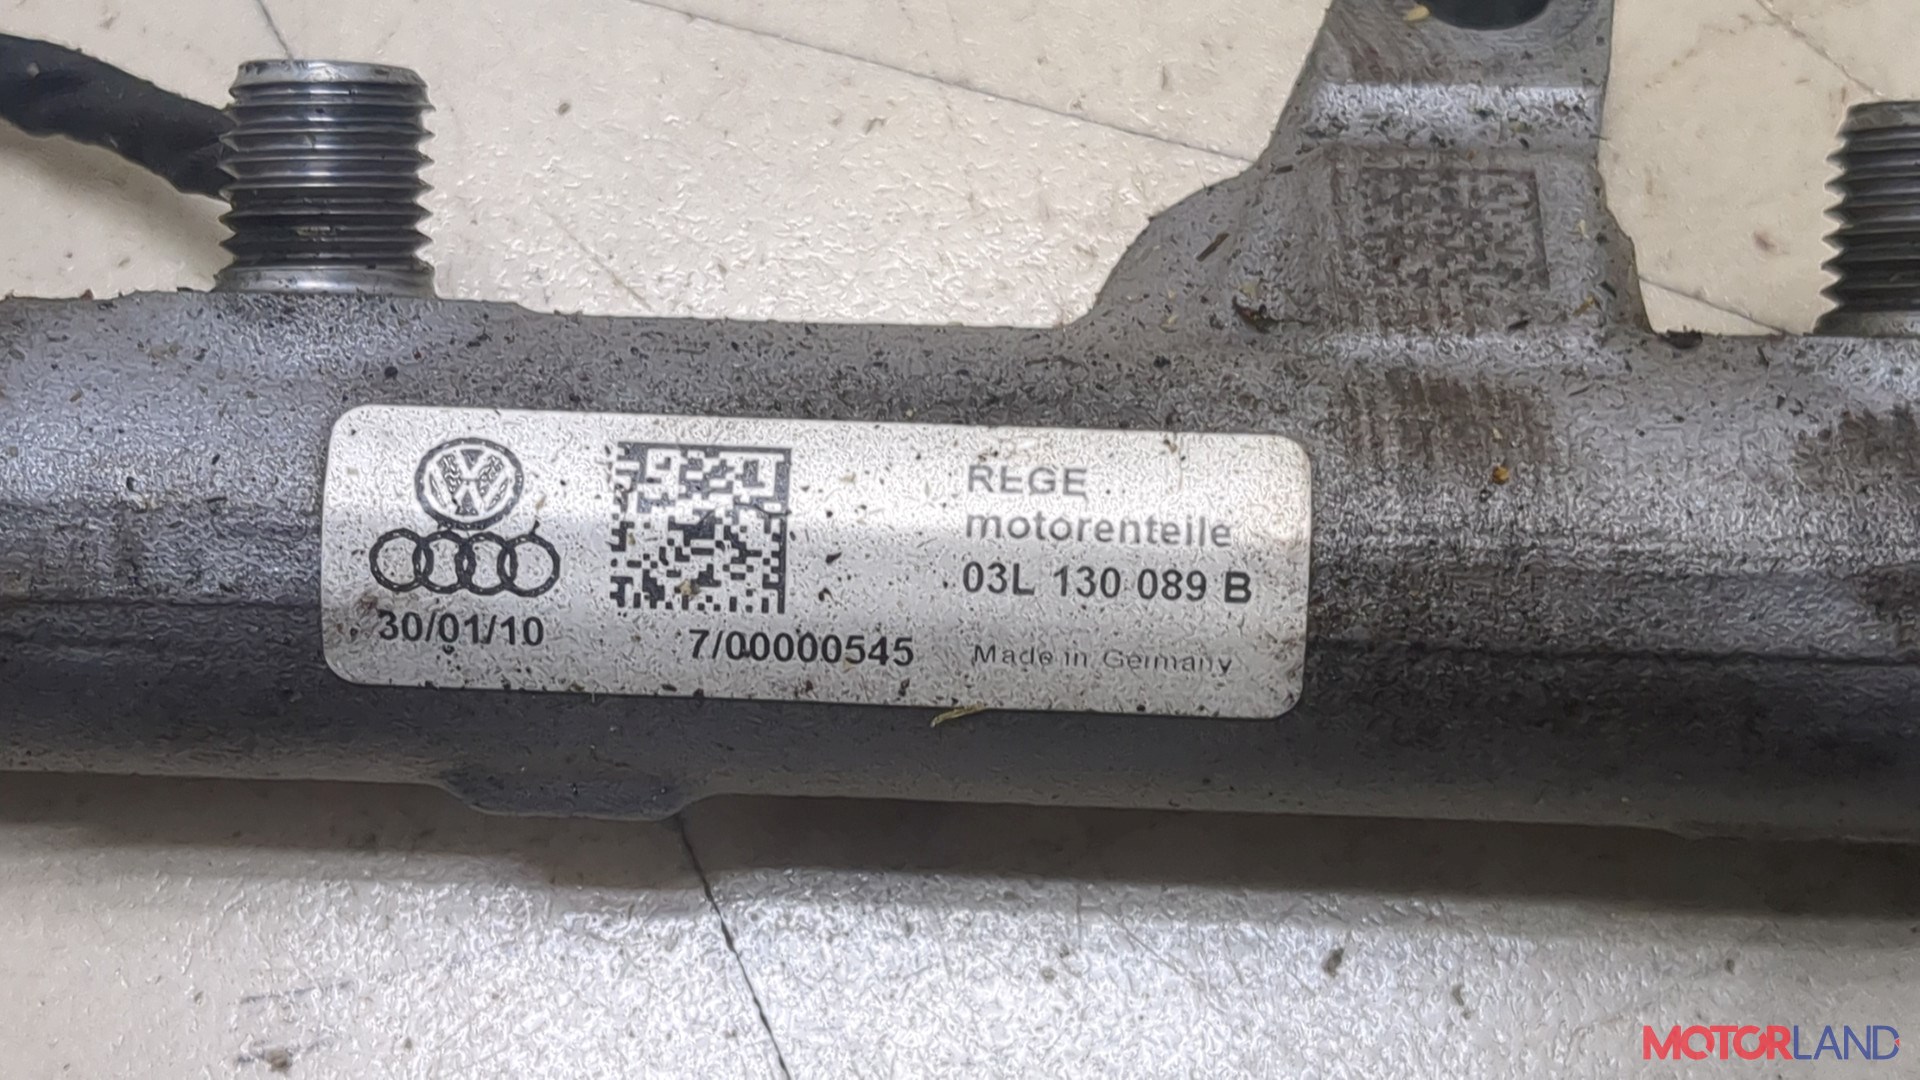 REGE
motorenteile
03L 130 089 B
30/01/10
7/00000545
Made in Germany
MOTORLAND